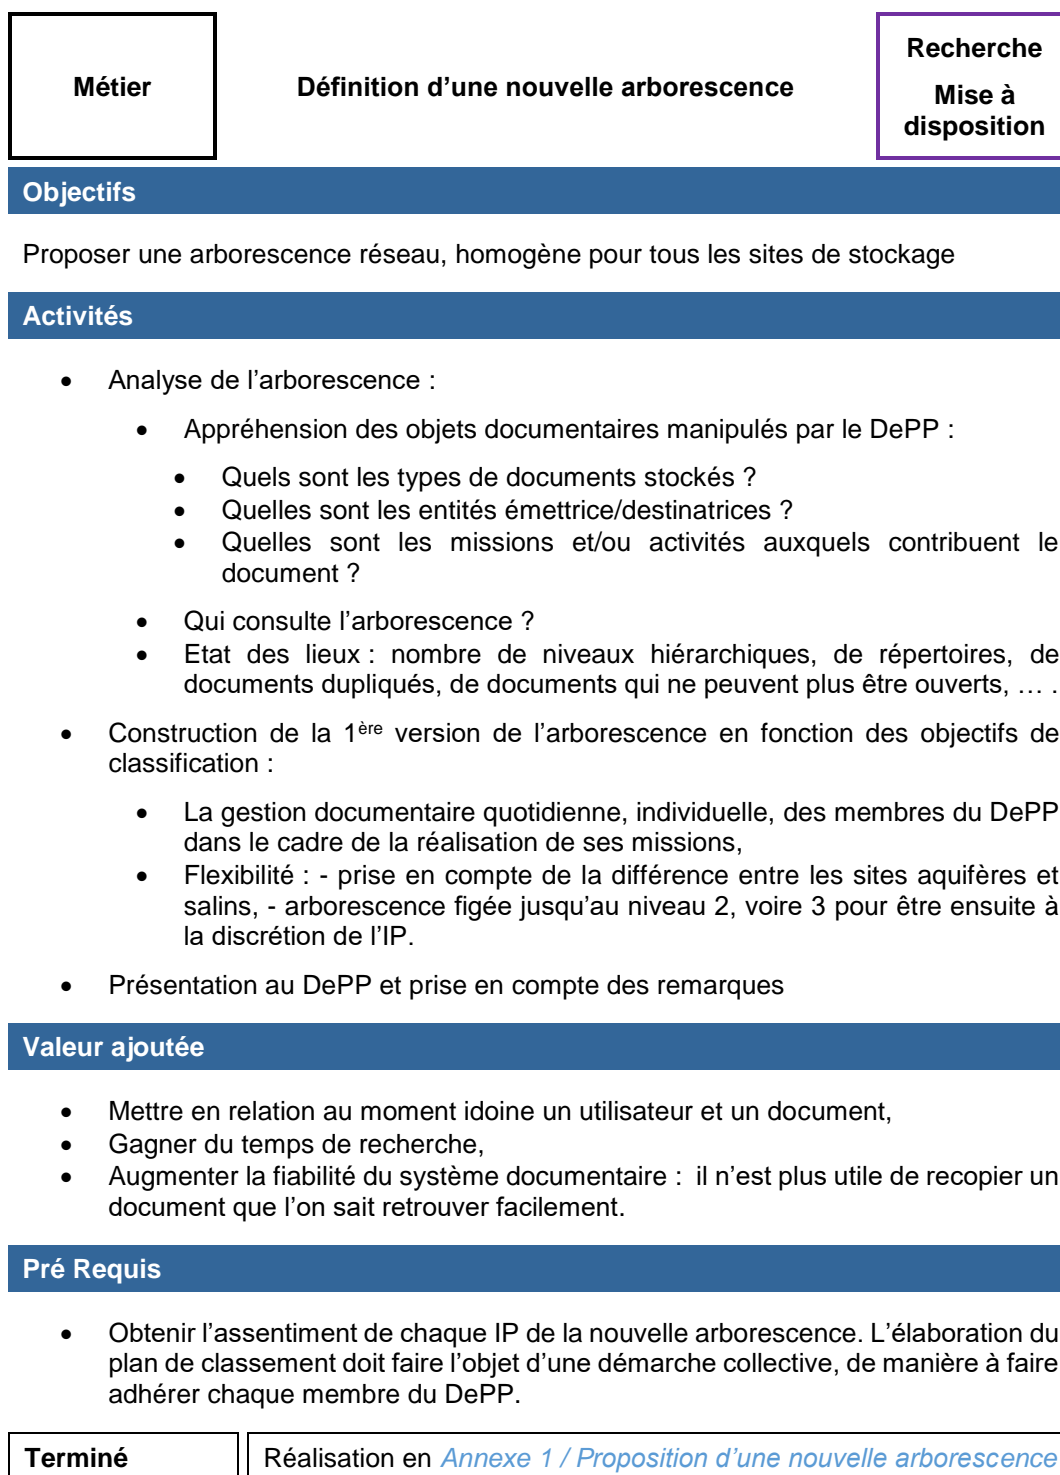 Métier
Définition d’une nouvelle arborescence
Recherche
Mise à
disposition
Objectifs
Proposer une arborescence réseau, homogène pour tous les sites de stockage
Activités
• Analyse de l’arborescence :
• Appréhension des objets documentaires manipulés par le DePP :
• Quels sont les types de documents stockés ?
• Quelles sont les entités émettrice/destinatrices ?
• Quelles sont les missions et/ou activités auxquels contribuent le
document ?
• Qui consulte l’arborescence ?
• Etat des lieux : nombre de niveaux hiérarchiques, de répertoires, de
documents dupliqués, de documents qui ne peuvent plus être ouverts, … .
• Construction de la 1ère version de l’arborescence en fonction des objectifs de
classification :
• La gestion documentaire quotidienne, individuelle, des membres du DePP
dans le cadre de la réalisation de ses missions,
• Flexibilité : - prise en compte de la différence entre les sites aquifères et
salins, - arborescence figée jusqu’au niveau 2, voire 3 pour être ensuite à
la discrétion de l’IP.
• Présentation au DePP et prise en compte des remarques
Valeur ajoutée
• Mettre en relation au moment idoine un utilisateur et un document,
• Gagner du temps de recherche,
• Augmenter la fiabilité du système documentaire : il n’est plus utile de recopier un
document que l’on sait retrouver facilement.
Pré Requis
• Obtenir l’assentiment de chaque IP de la nouvelle arborescence. L’élaboration du
plan de classement doit faire l’objet d’une démarche collective, de manière à faire
adhérer chaque membre du DePP.
Terminé
Réalisation en Annexe 1 / Proposition d’une nouvelle arborescence